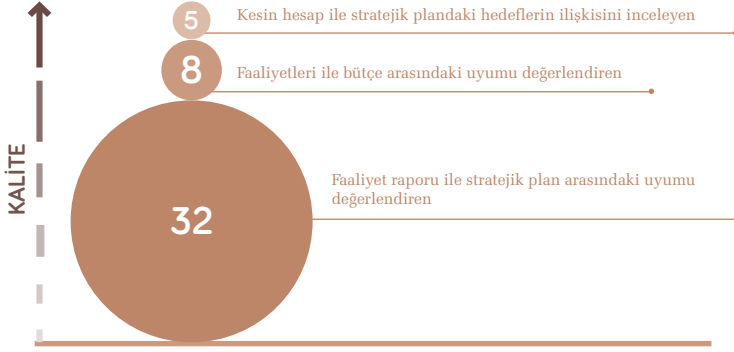 5
Kesin hesap ile stratejik plandaki hedeflerin ilişkisini inceleyen
8
Faaliyetleri ile bütçe arasındaki uyumu değerlendiren
KALİTE
32
Faaliyet raporu ile stratejik plan arasındaki uyumu
değerlendiren